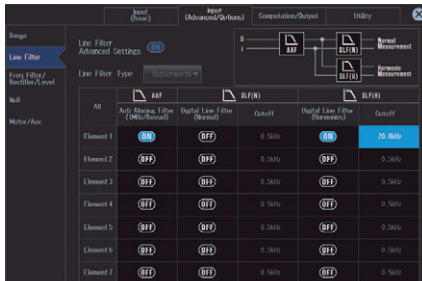 Input
(Basic)
Input
(Advanced/Options)
Computation/Output
Utility
Range
Line Filter
Freq Filter/
Rectifier/Level
Null
Motor/Aux
Line Filter
Advanced Settings
ON
Line Filter Type
Butterworth
U
I
AAF
DLF(N)
Normal
Measurement
DLF(H)
Harmonic
Measurement
All
AAF
DLF(N)
DLF(H)
Anti-Aliasing Filter
(1MHz/Bessel)
Digital Line Filter
(Normal)
Cutoff
Digital Line Filter
(Harmonics)
Cutoff
Element 1 ON OFF 0.5kHz ON 20.0kHz
Element 2 OFF OFF 0.5kHz OFF 0.5kHz
Element 3 OFF OFF 0.5kHz OFF 0.5kHz
Element 4 OFF OFF 0.5kHz OFF 0.5kHz
Element 5 OFF OFF 0.5kHz OFF 0.5kHz
Element 6 OFF OFF 0.5kHz OFF 0.5kHz
Element 7 OFF OFF 0.5kHz OFF 0.5kHz